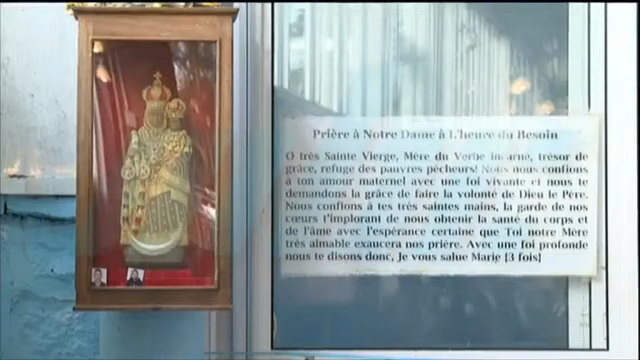 Prière à Notre Dame à L'heure du Besoin
O très Sainte Vierge, Mère du Verbe incarné, trésor de
grâce, refuge des pauvres pécheurs! Nous nous confions
à ton amour maternel avec une foi vivante et nous te
demandons la grâce de faire la volonté de Dieu le Père.
Nous confions à tes très saintes mains, la garde de nos
cœurs t'implorant de nous obtenir la santé du corps et
de l'âme avec l'espérance certaine que Toi notre Mère
très aimable exaucera nos prière. Avec une foi profonde
nous te disons donc, Je vous salue Marie [3 fois]